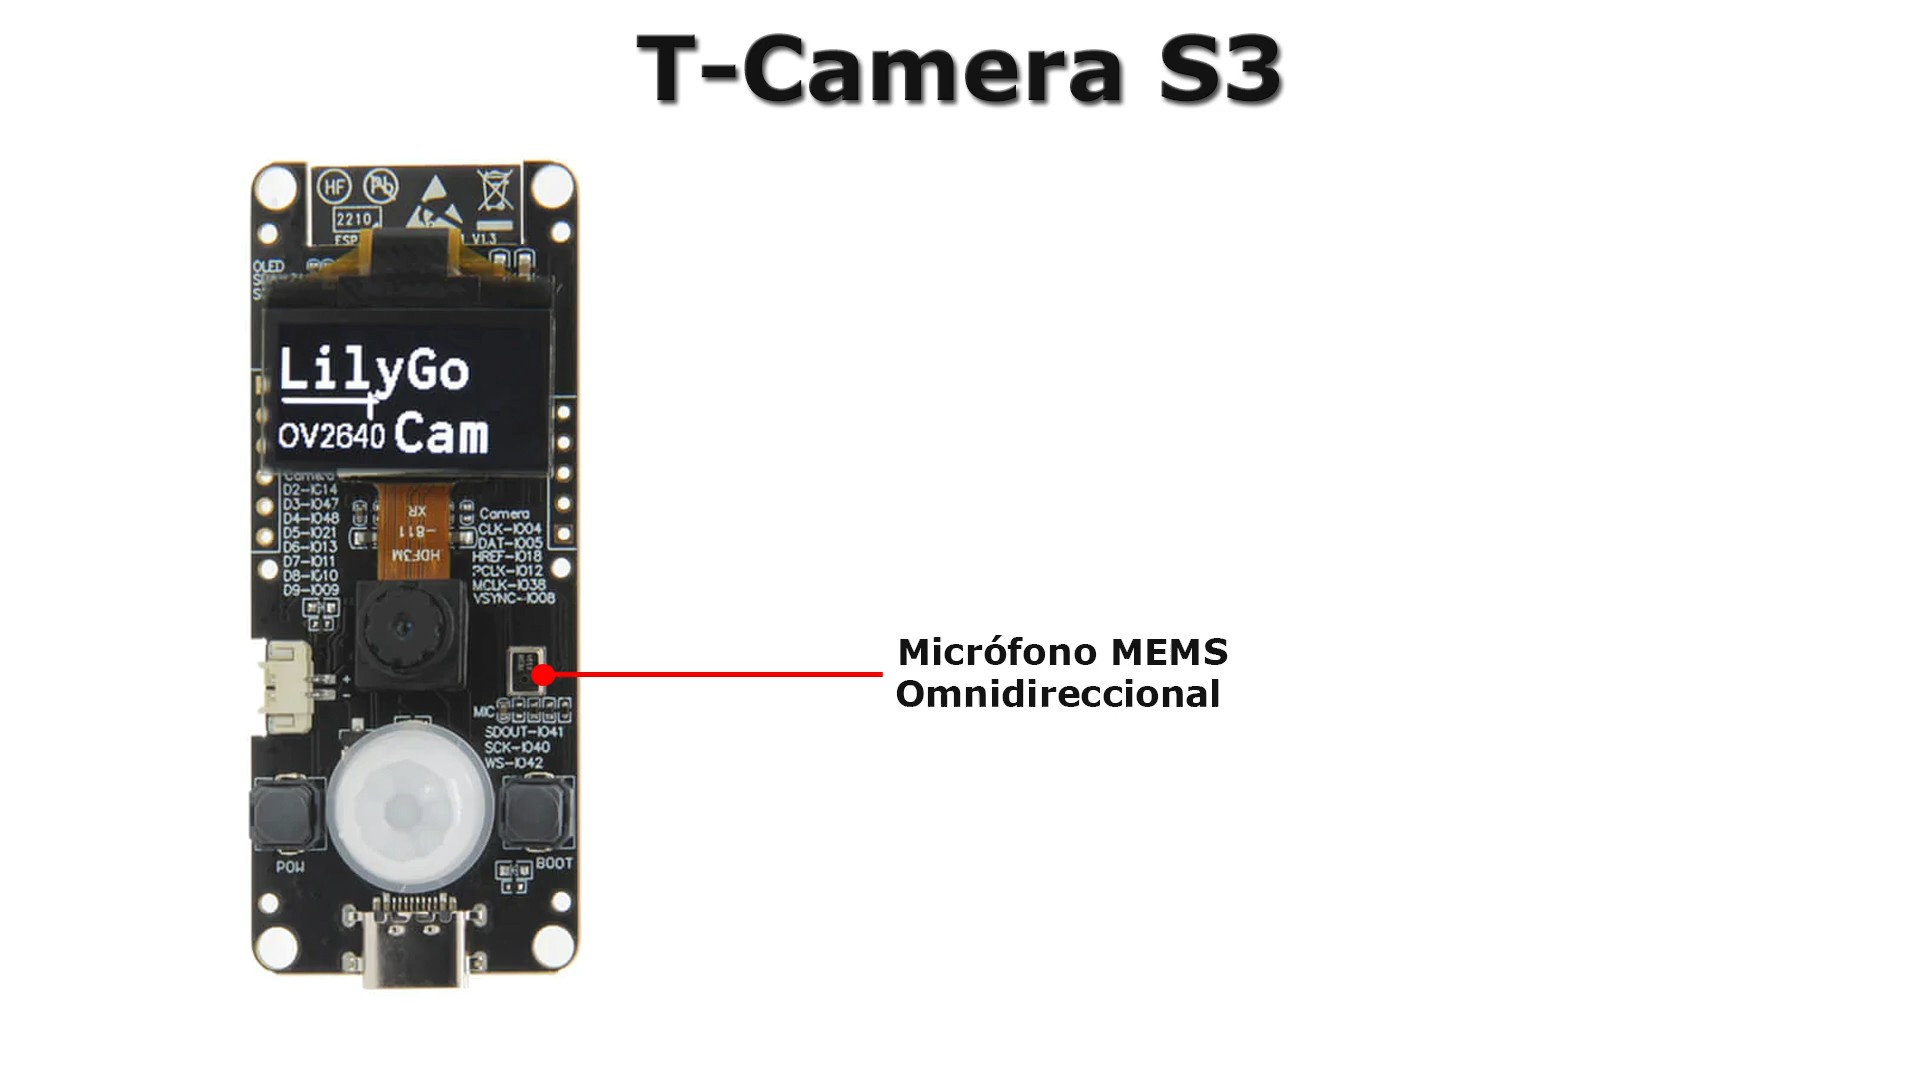 T-Camera S3
HF
Pb
2210
V1.3
OLED
LilyGo
OV2640 Cam
Camera
D2-IO14
D3-IO47
D4-IO48
D5-IO21
D6-IO13
D7-IO11
D8-IO10
D9-IO09
XR
-811
HDF3M
Camera
CLK-IO04
DAT-IO05
HREF-IO18
PCLK-IO12
MCLK-IO38
VSYNC-IO08
+
-
Micrófono MEMS
Omnidireccional
MIC
SDOUT-IO41
SCK-IO40
WS-IO42
POW
BOOT